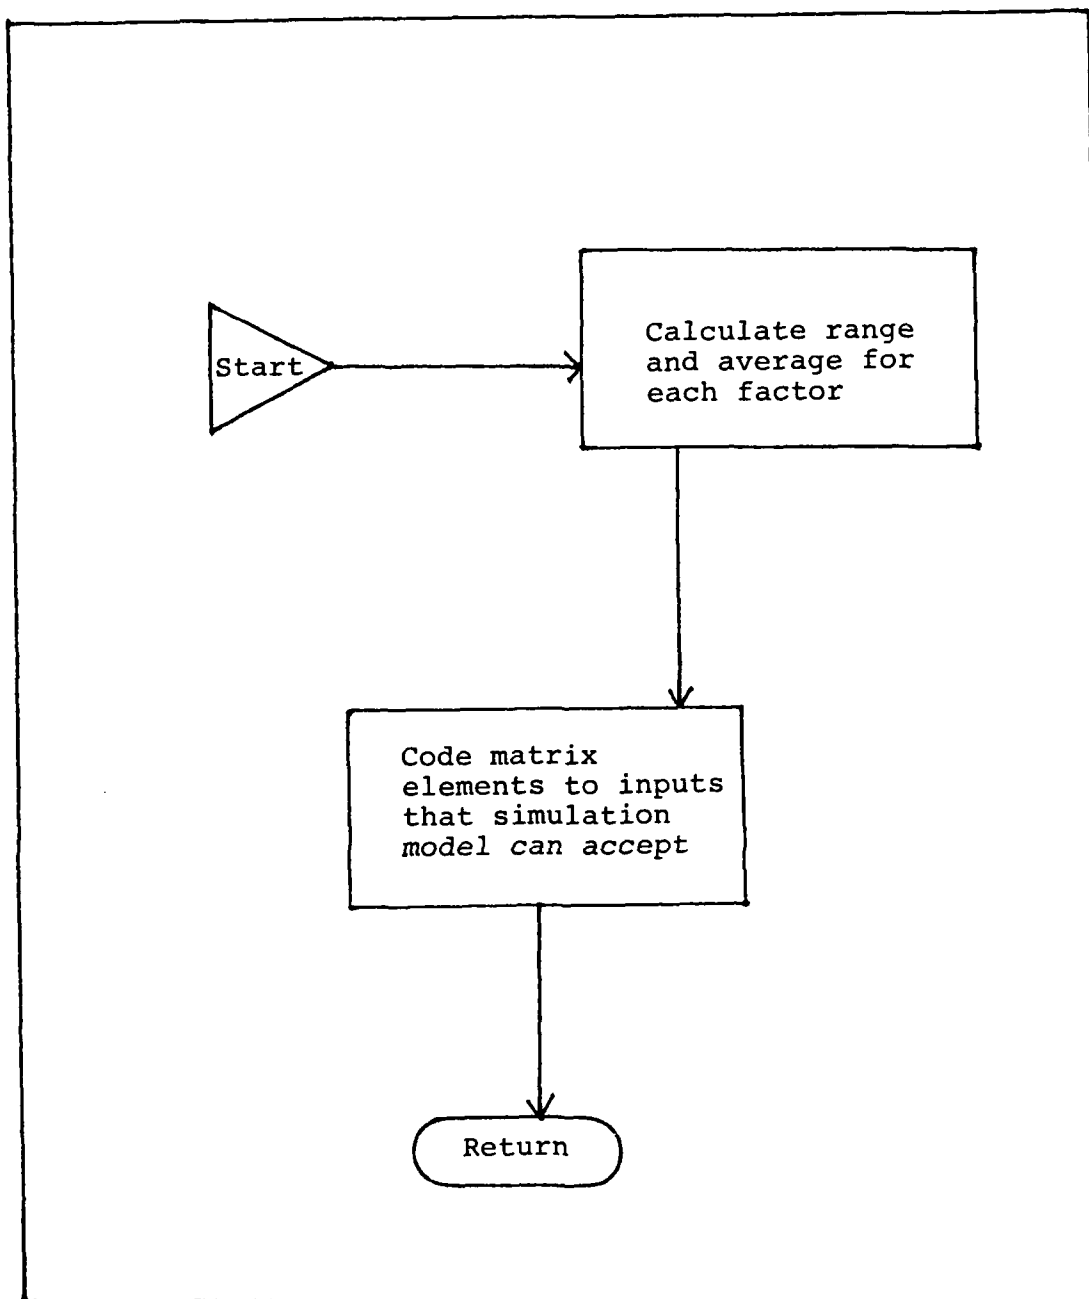 Start
Calculate range
and average for
each factor
Code matrix
elements to inputs
that simulation
model can accept
Return